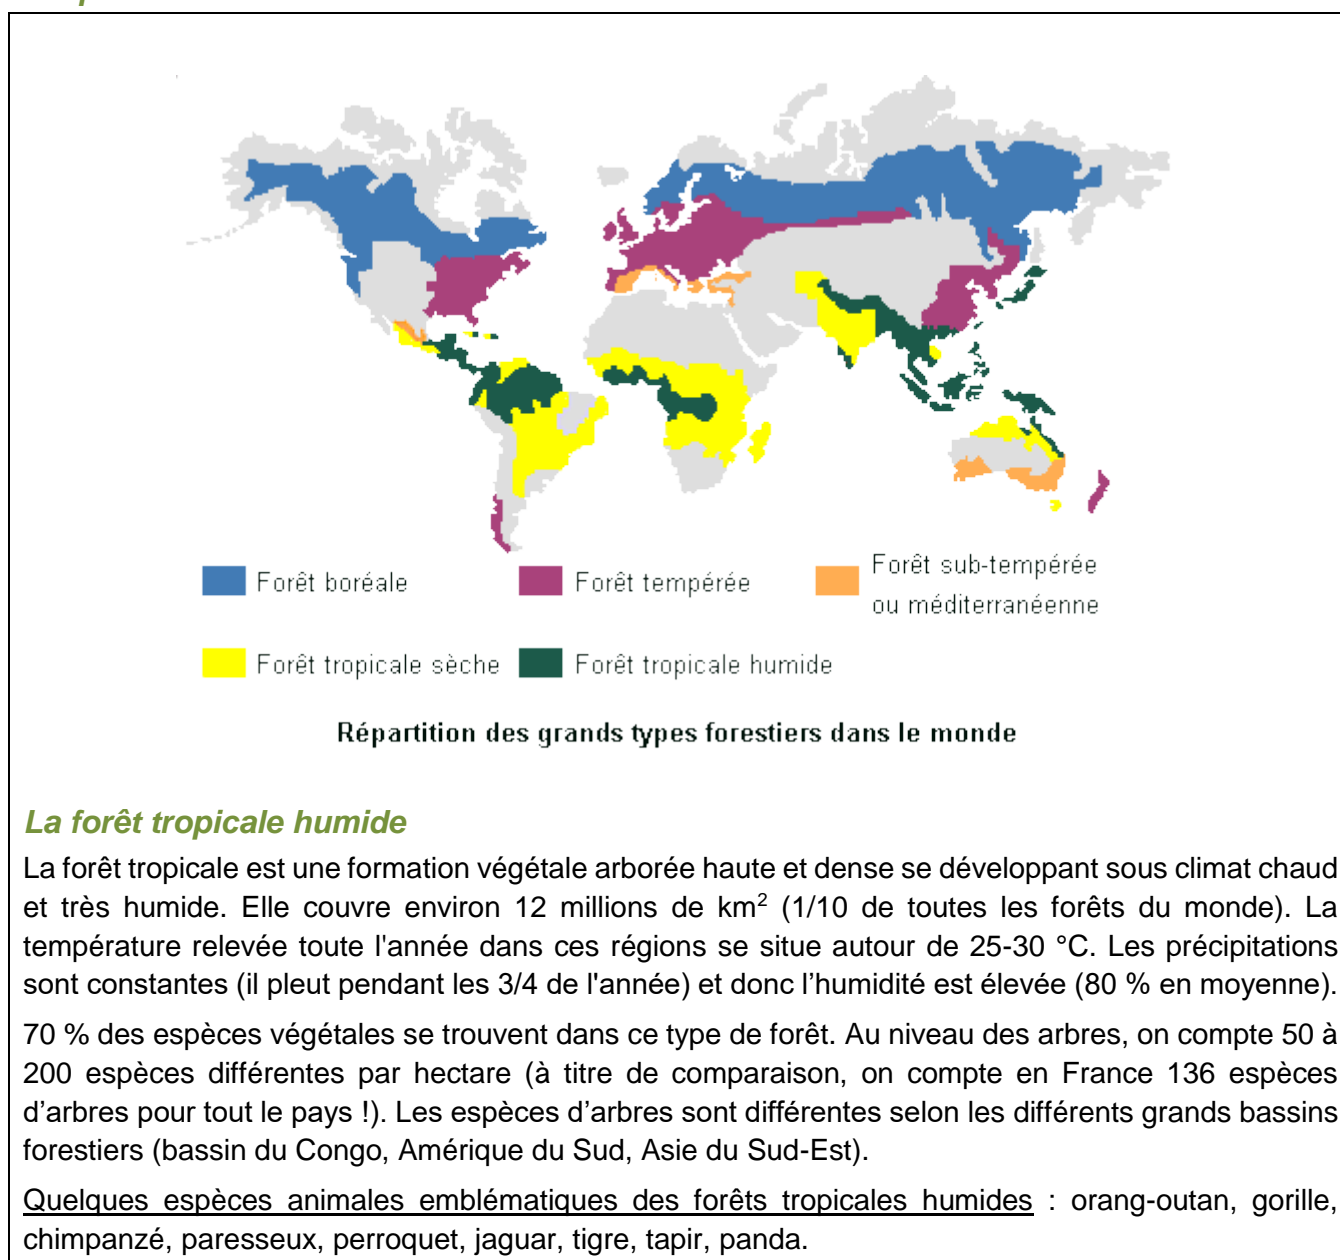 Forêt boréale
Forêt tempérée
Forêt sub-tempérée
ou méditerranéenne
Forêt tropicale sèche
Forêt tropicale humide
Répartition des grands types forestiers dans le monde
La forêt tropicale humide
La forêt tropicale est une formation végétale arborée haute et dense se développant sous climat chaud
et très humide. Elle couvre environ 12 millions de km² (1/10 de toutes les forêts du monde). La
température relevée toute l'année dans ces régions se situe autour de 25-30 °C. Les précipitations
sont constantes (il pleut pendant les 3/4 de l'année) et donc l’humidité est élevée (80 % en moyenne).
70 % des espèces végétales se trouvent dans ce type de forêt. Au niveau des arbres, on compte 50 à
200 espèces différentes par hectare (à titre de comparaison, on compte en France 136 espèces
d’arbres pour tout le pays !). Les espèces d’arbres sont différentes selon les différents grands bassins
forestiers (bassin du Congo, Amérique du Sud, Asie du Sud-Est).
Quelques espèces animales emblématiques des forêts tropicales humides : orang-outan, gorille,
chimpanzé, paresseux, perroquet, jaguar, tigre, tapir, panda.